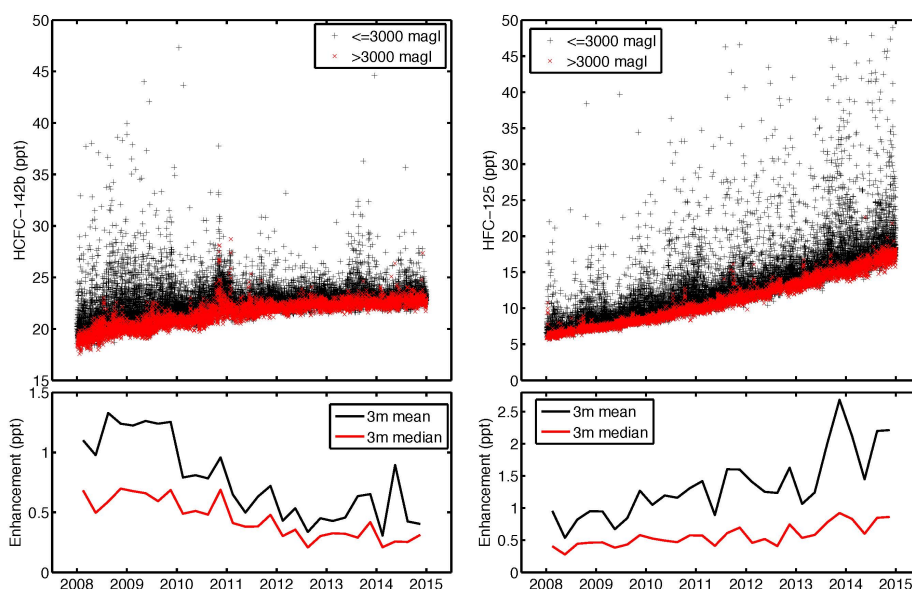 50
45
40
35
30
25
20
15
HCFC−142b (ppt)
<=3000 magl
>3000 magl
50
45
40
35
30
25
20
15
10
5
0
HFC−125 (ppt)
<=3000 magl
>3000 magl
1.5
1
0.5
0
Enhancement (ppt)
3m mean
3m median
2008 2009 2010 2011 2012 2013 2014 2015
2.5
2
1.5
1
0.5
0
Enhancement (ppt)
3m mean
3m median
2008 2009 2010 2011 2012 2013 2014 2015